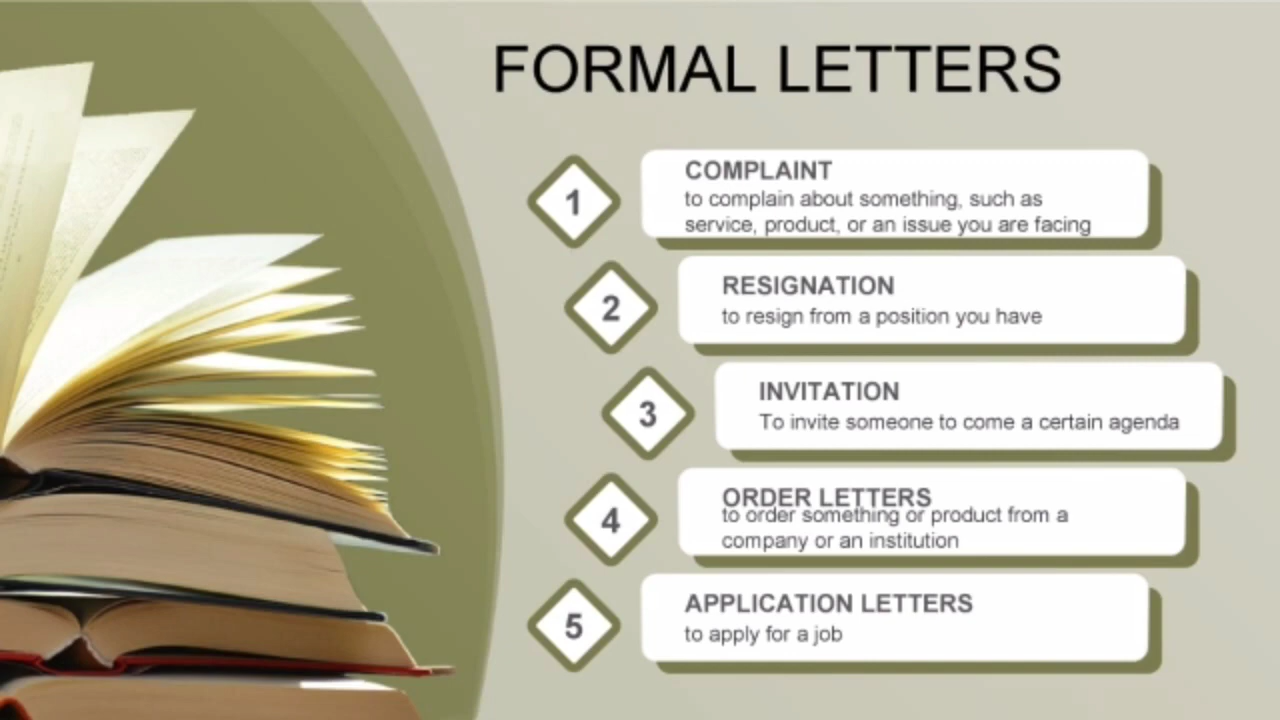 FORMAL LETTERS
1
COMPLAINT
to complain about something, such as
service, product, or an issue you are facing
2
RESIGNATION
to resign from a position you have
3
INVITATION
To invite someone to come a certain agenda
4
ORDER LETTERS
to order something or product from a
company or an institution
5
APPLICATION LETTERS
to apply for a job